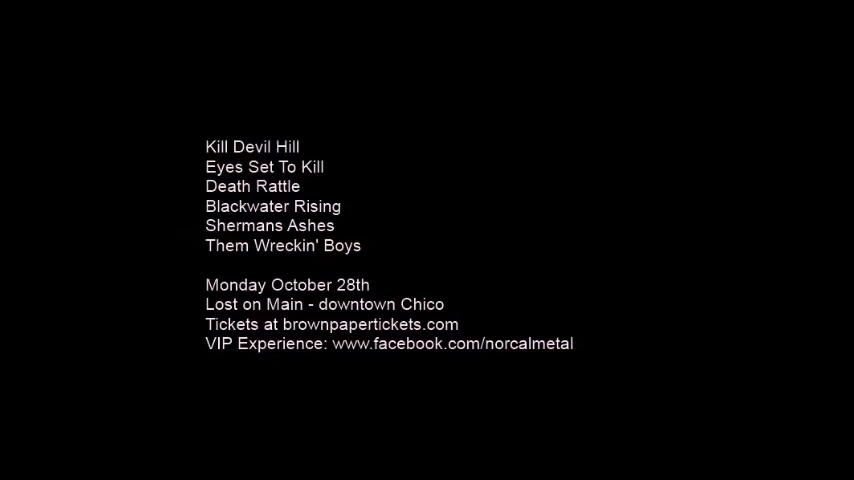 Kill Devil Hill
Eyes Set To Kill
Death Rattle
Blackwater Rising
Shermans Ashes
Them Wreckin' Boys
Monday October 28th
Lost on Main - downtown Chico
Tickets at brownpapertickets.com
VIP Experience: www.facebook.com/norcalmetal